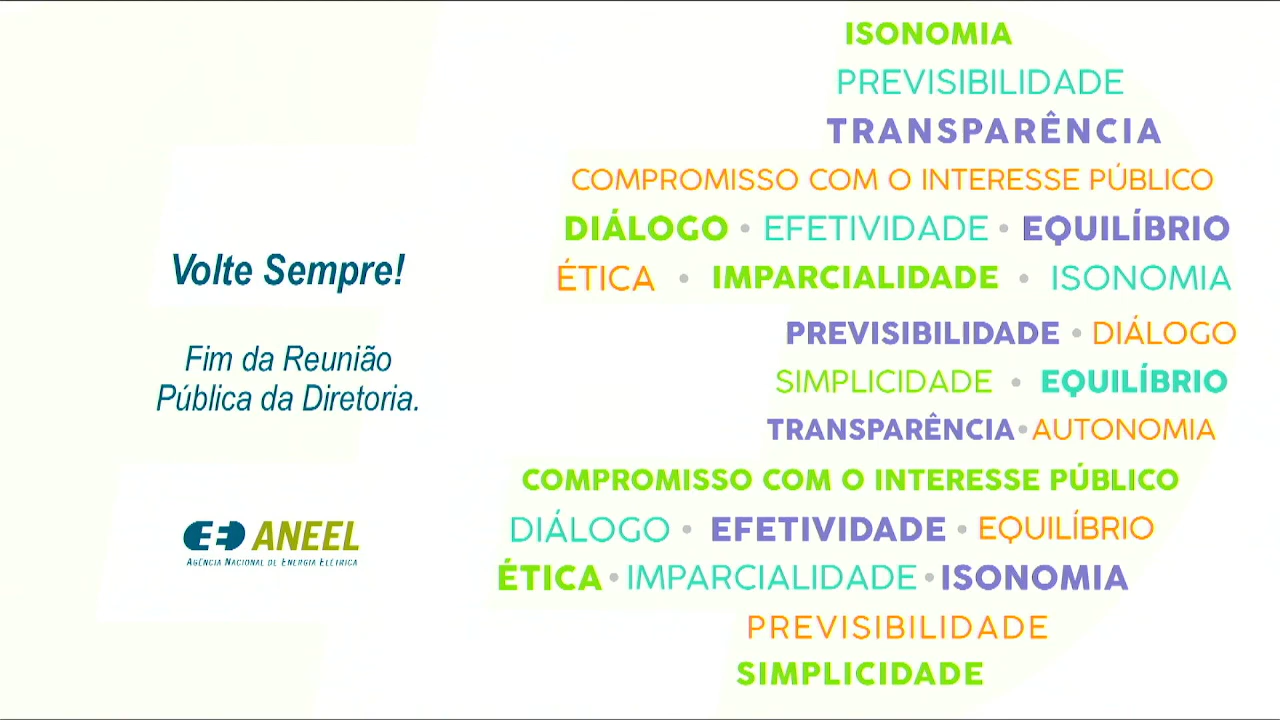 Volte Sempre!
Fim da Reunião
Pública da Diretoria.
ANEEL
AGÊNCIA NACIONAL DE ENERGIA ELÉTRICA
ISONOMIA
PREVISIBILIDADE
TRANSPARÊNCIA
COMPROMISSO COM O INTERESSE PÚBLICO
DIÁLOGO • EFETIVIDADE • EQUILÍBRIO
ÉTICA • IMPARCIALIDADE • ISONOMIA
PREVISIBILIDADE • DIÁLOGO
SIMPLICIDADE • EQUILÍBRIO
TRANSPARÊNCIA • AUTONOMIA
COMPROMISSO COM O INTERESSE PÚBLICO
DIÁLOGO • EFETIVIDADE • EQUILÍBRIO
ÉTICA • IMPARCIALIDADE • ISONOMIA
PREVISIBILIDADE
SIMPLICIDADE